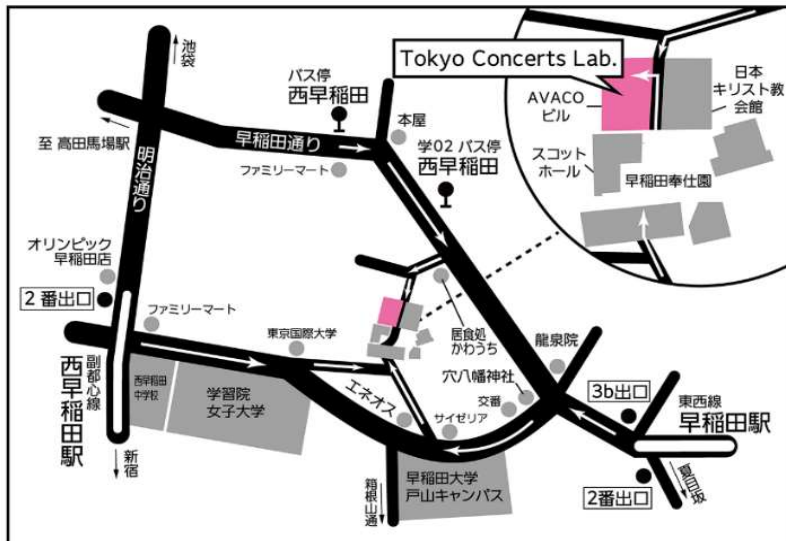 池袋
至 高田馬場駅
明治通り
早稲田通り
バス停
西早稲田
ファミリーマート
本屋
学02 バス停
西早稲田
Tokyo Concerts Lab.
AVACO
ビル
日本
キリスト教
会館
スコット
ホール
早稲田奉仕園
オリンピック
早稲田店
2番出口
ファミリーマート
東京国際大学
居食処
かわうち
龍泉院
穴八幡神社
交番
3b出口
東西線
早稲田駅
副都心線
西早稲田駅
西早稲田
中学校
学習院
女子大学
エネオス
サイゼリア
新宿
箱根山通
早稲田大学
戸山キャンパス
2番出口
夏目坂